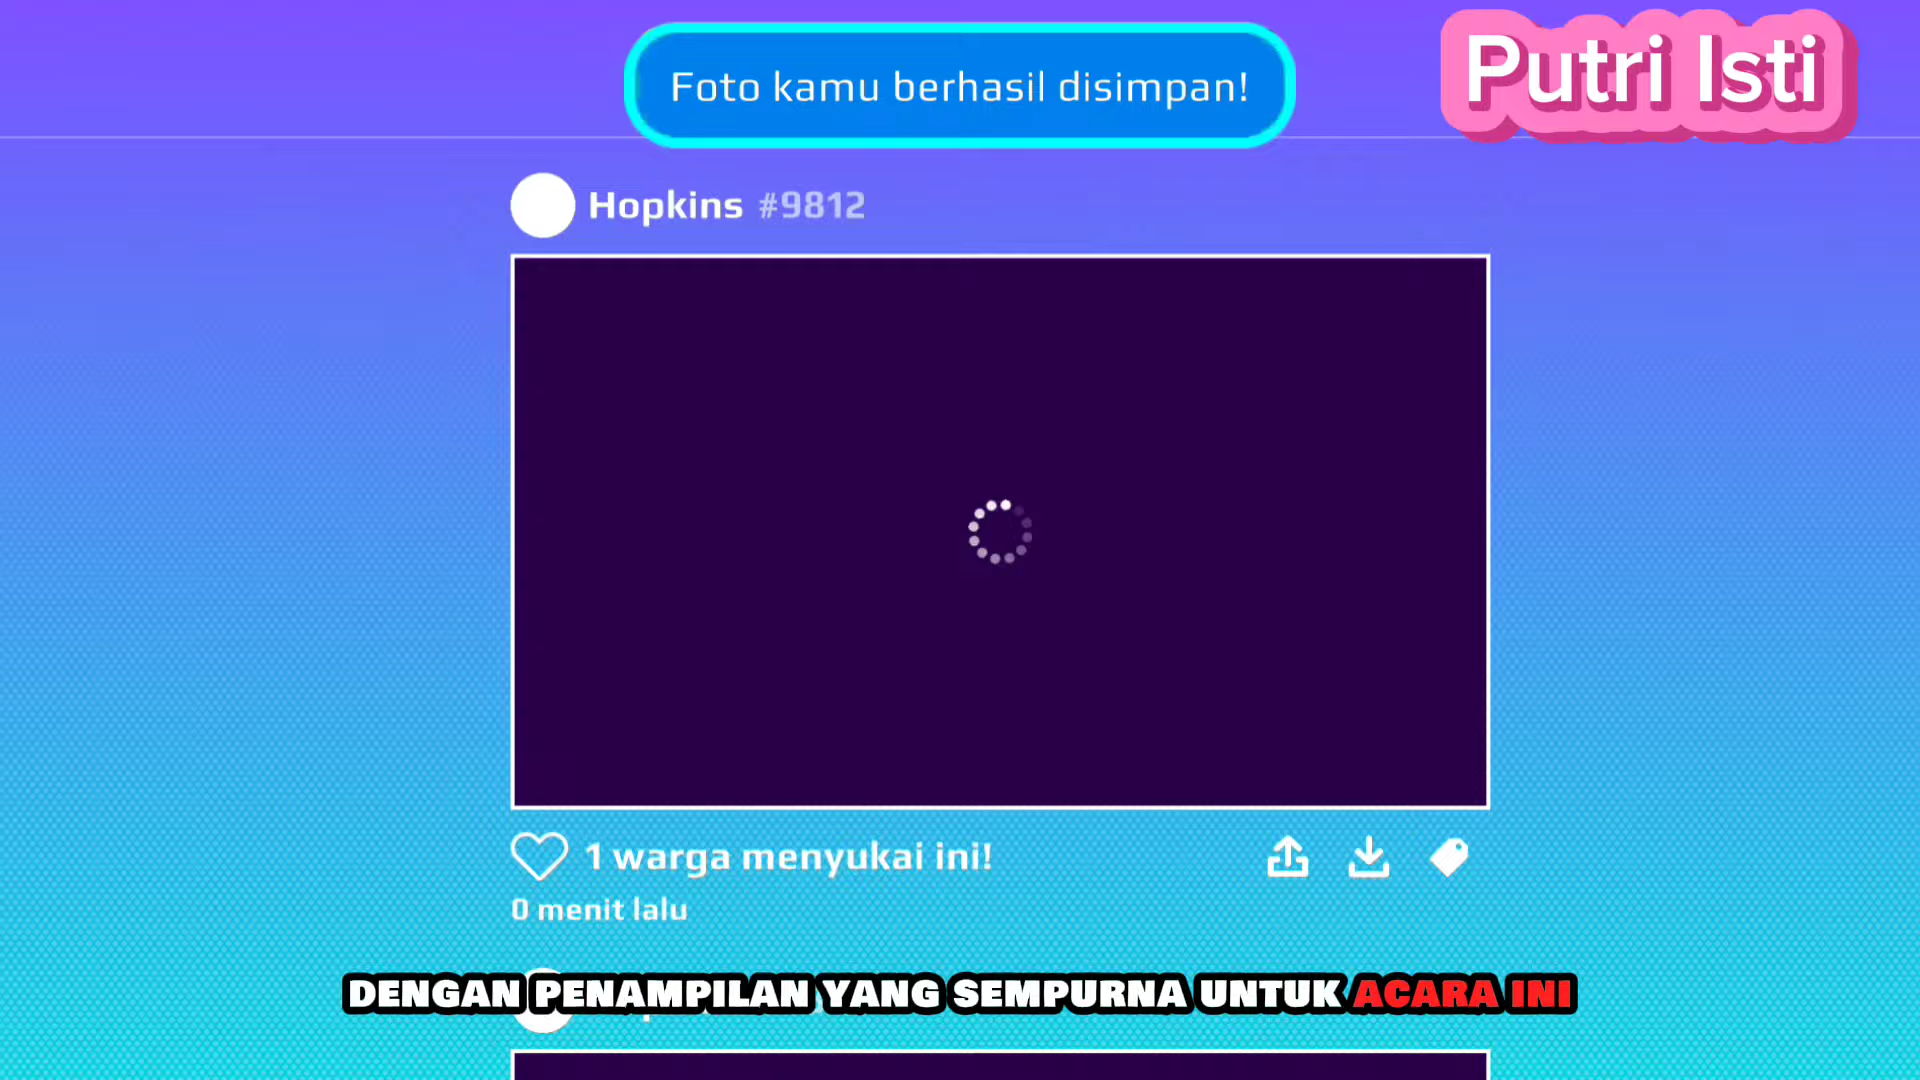 Foto kamu berhasil disimpan!
Putri Isti
Hopkins #9812
1 warga menyukai ini!
0 menit lalu
DENGAN PENAMPILAN YANG SEMPURNA UNTUK ACARA INI